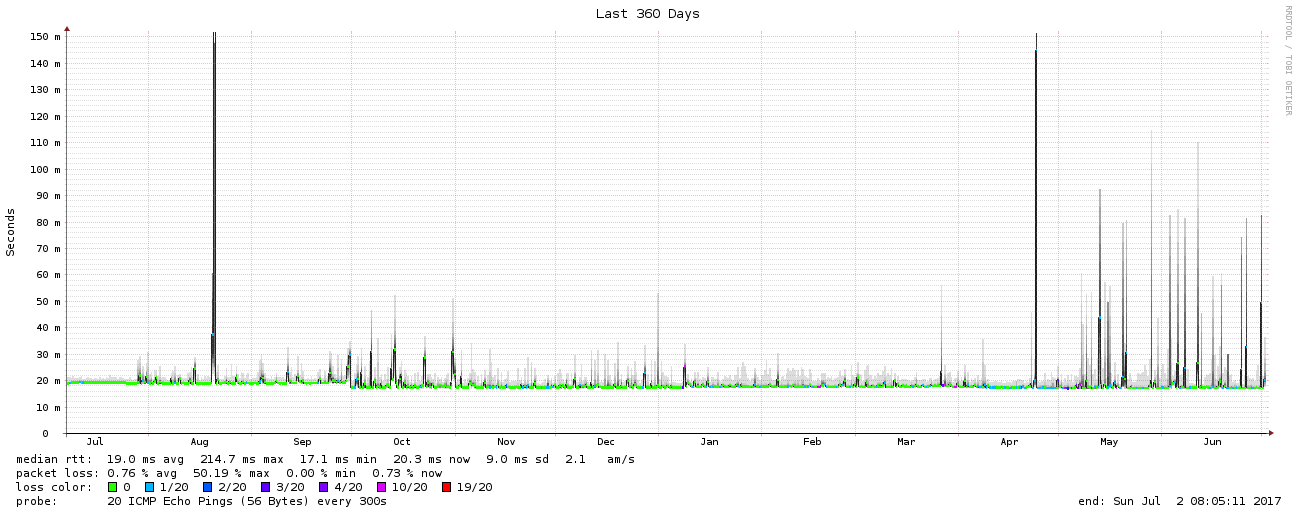 Last 360 Days
RRDTOOL / TOBI OETIKER
Seconds
150 m
140 m
130 m
120 m
110 m
100 m
90 m
80 m
70 m
60 m
50 m
40 m
30 m
20 m
10 m
0
Jul Aug Sep Oct Nov Dec Jan Feb Mar Apr May Jun
median rtt: 19.0 ms avg 214.7 ms max 17.1 ms min 20.3 ms now 9.0 ms sd 2.1 am/s
packet loss: 0.76 % avg 50.19 % max 0.00 % min 0.73 % now
loss color: 0 1/20 2/20 3/20 4/20 10/20 19/20
probe: 20 ICMP Echo Pings (56 Bytes) every 300s end: Sun Jul 2 08:05:11 2017